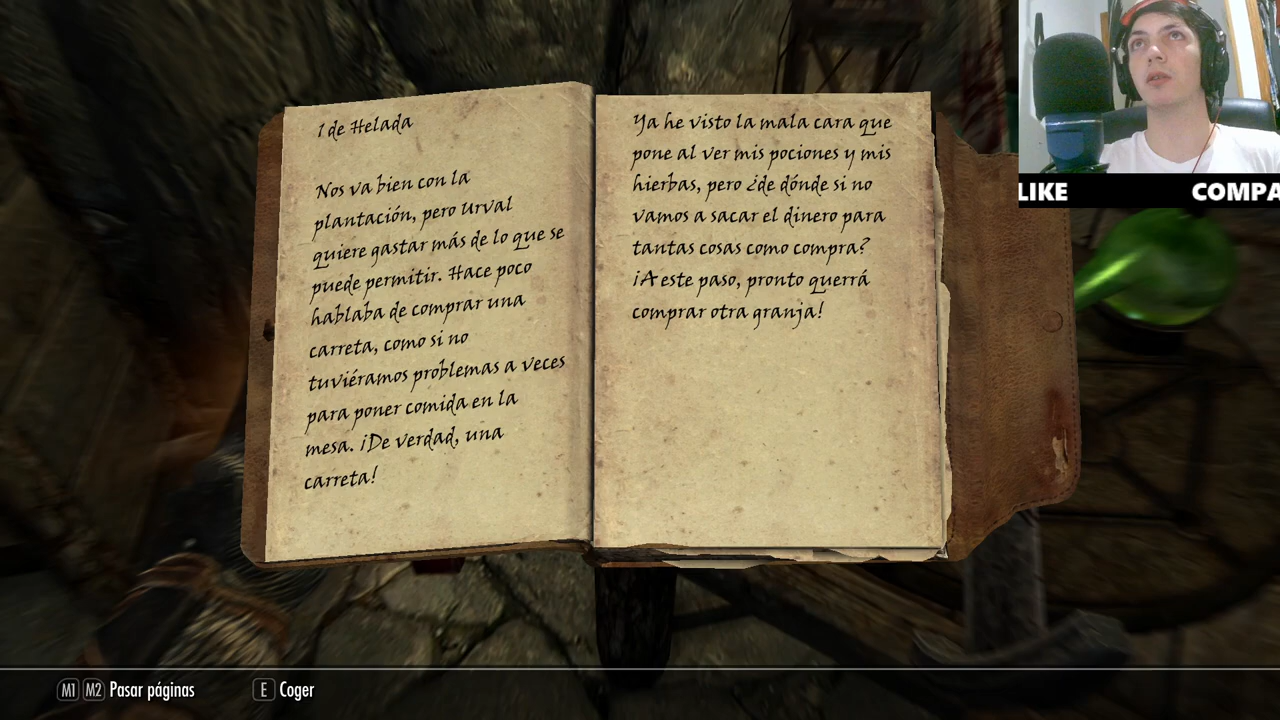 1 de Helada
Nos va bien con la
plantación, pero Urval
quiere gastar más de lo que se
puede permitir. Hace poco
hablaba de comprar una
carreta, como si no
tuviéramos problemas a veces
para poner comida en la
mesa. ¡De verdad, una
carreta!
Ya he visto la mala cara que
pone al ver mis pociones y mis
hierbas, pero ¿de dónde si no
vamos a sacar el dinero para
tantas cosas como compra?
¡A este paso, pronto querrá
comprar otra granja!
LIKE COMPA
M1 M2 Pasar páginas
E Coger